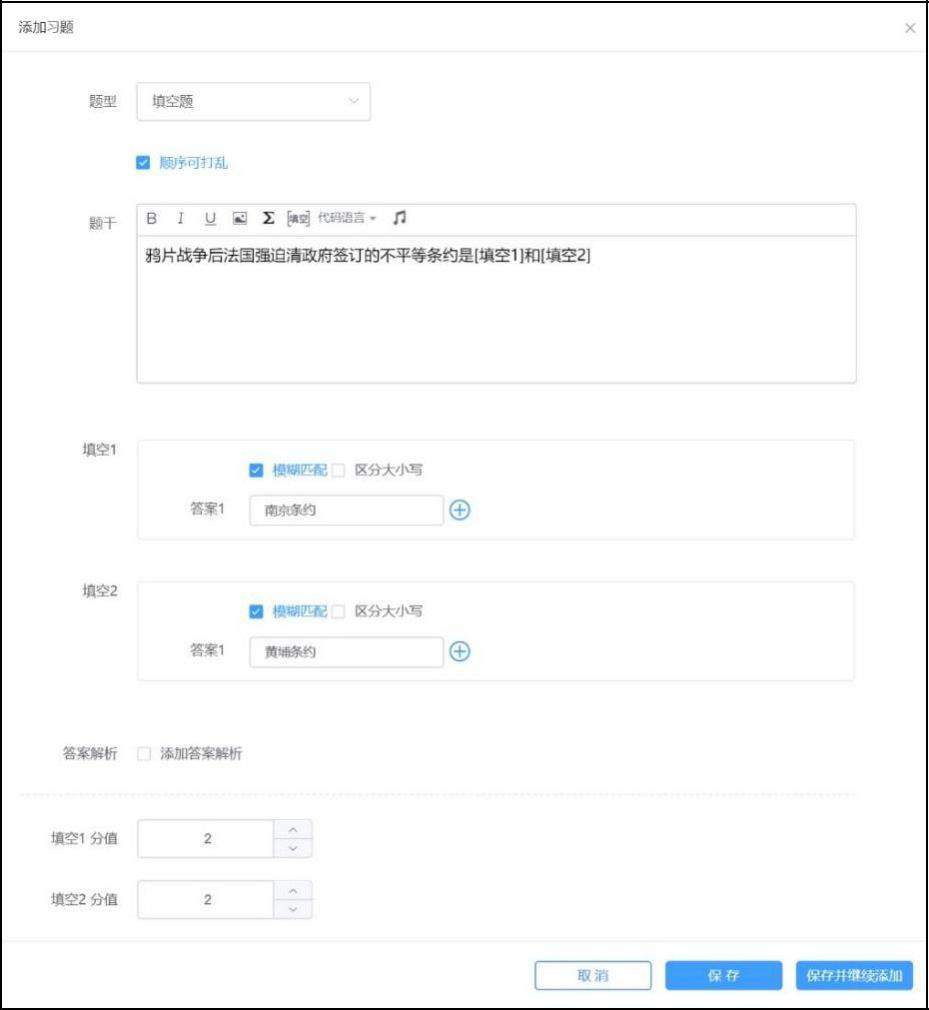 添加习题
题型 填空题
顺序可打乱
题干 B I U Σ [填空] 代码语言
鸦片战争后法国强迫清政府签订的不平等条约是[填空1]和[填空2]
填空1
模糊匹配 区分大小写
答案1 南京条约
填空2
模糊匹配 区分大小写
答案1 黄埔条约
答案解析 添加答案解析
填空1 分值 2
填空2 分值 2
取消 保存 保存并继续添加